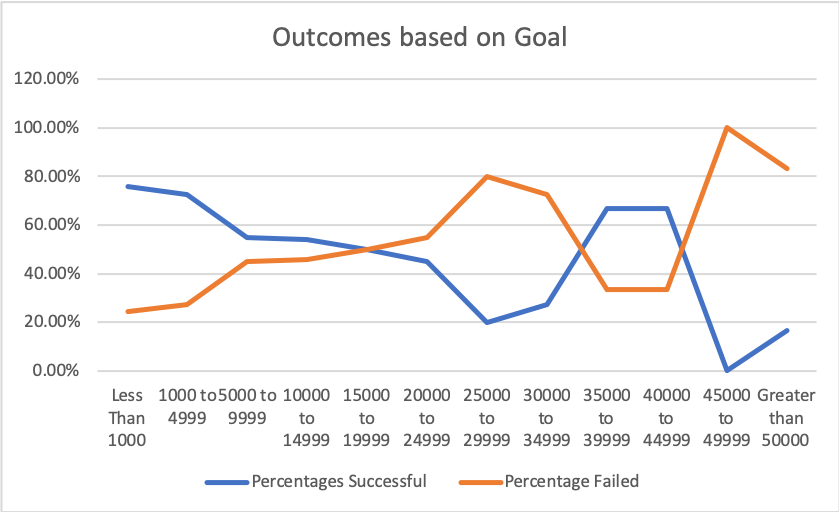 Outcomes based on Goal
120.00%
100.00%
80.00%
60.00%
40.00%
20.00%
0.00%
Less Than 1000
1000 to 4999
5000 to 9999
10000 to 14999
15000 to 19999
20000 to 24999
25000 to 29999
30000 to 34999
35000 to 39999
40000 to 44999
45000 to 49999
Greater than 50000
Percentages Successful
Percentage Failed